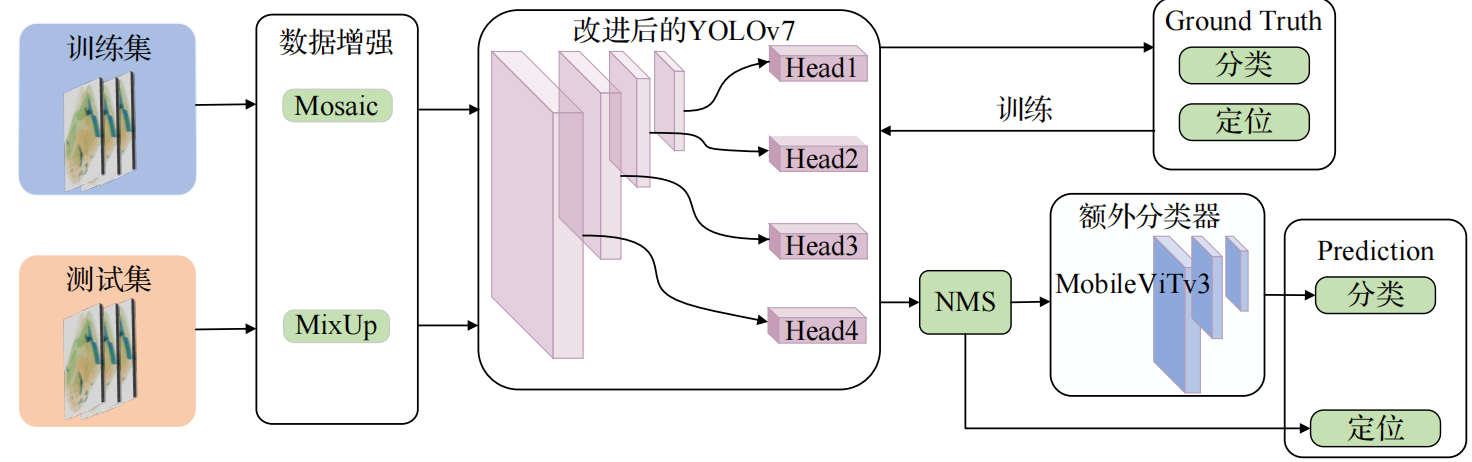 训练集
测试集
数据增强
Mosaic
MixUp
改进后的YOLOv7
Head1
Head2
Head3
Head4
训练
Ground Truth
分类
定位
NMS
额外分类器
MobileViTv3
Prediction
分类
定位